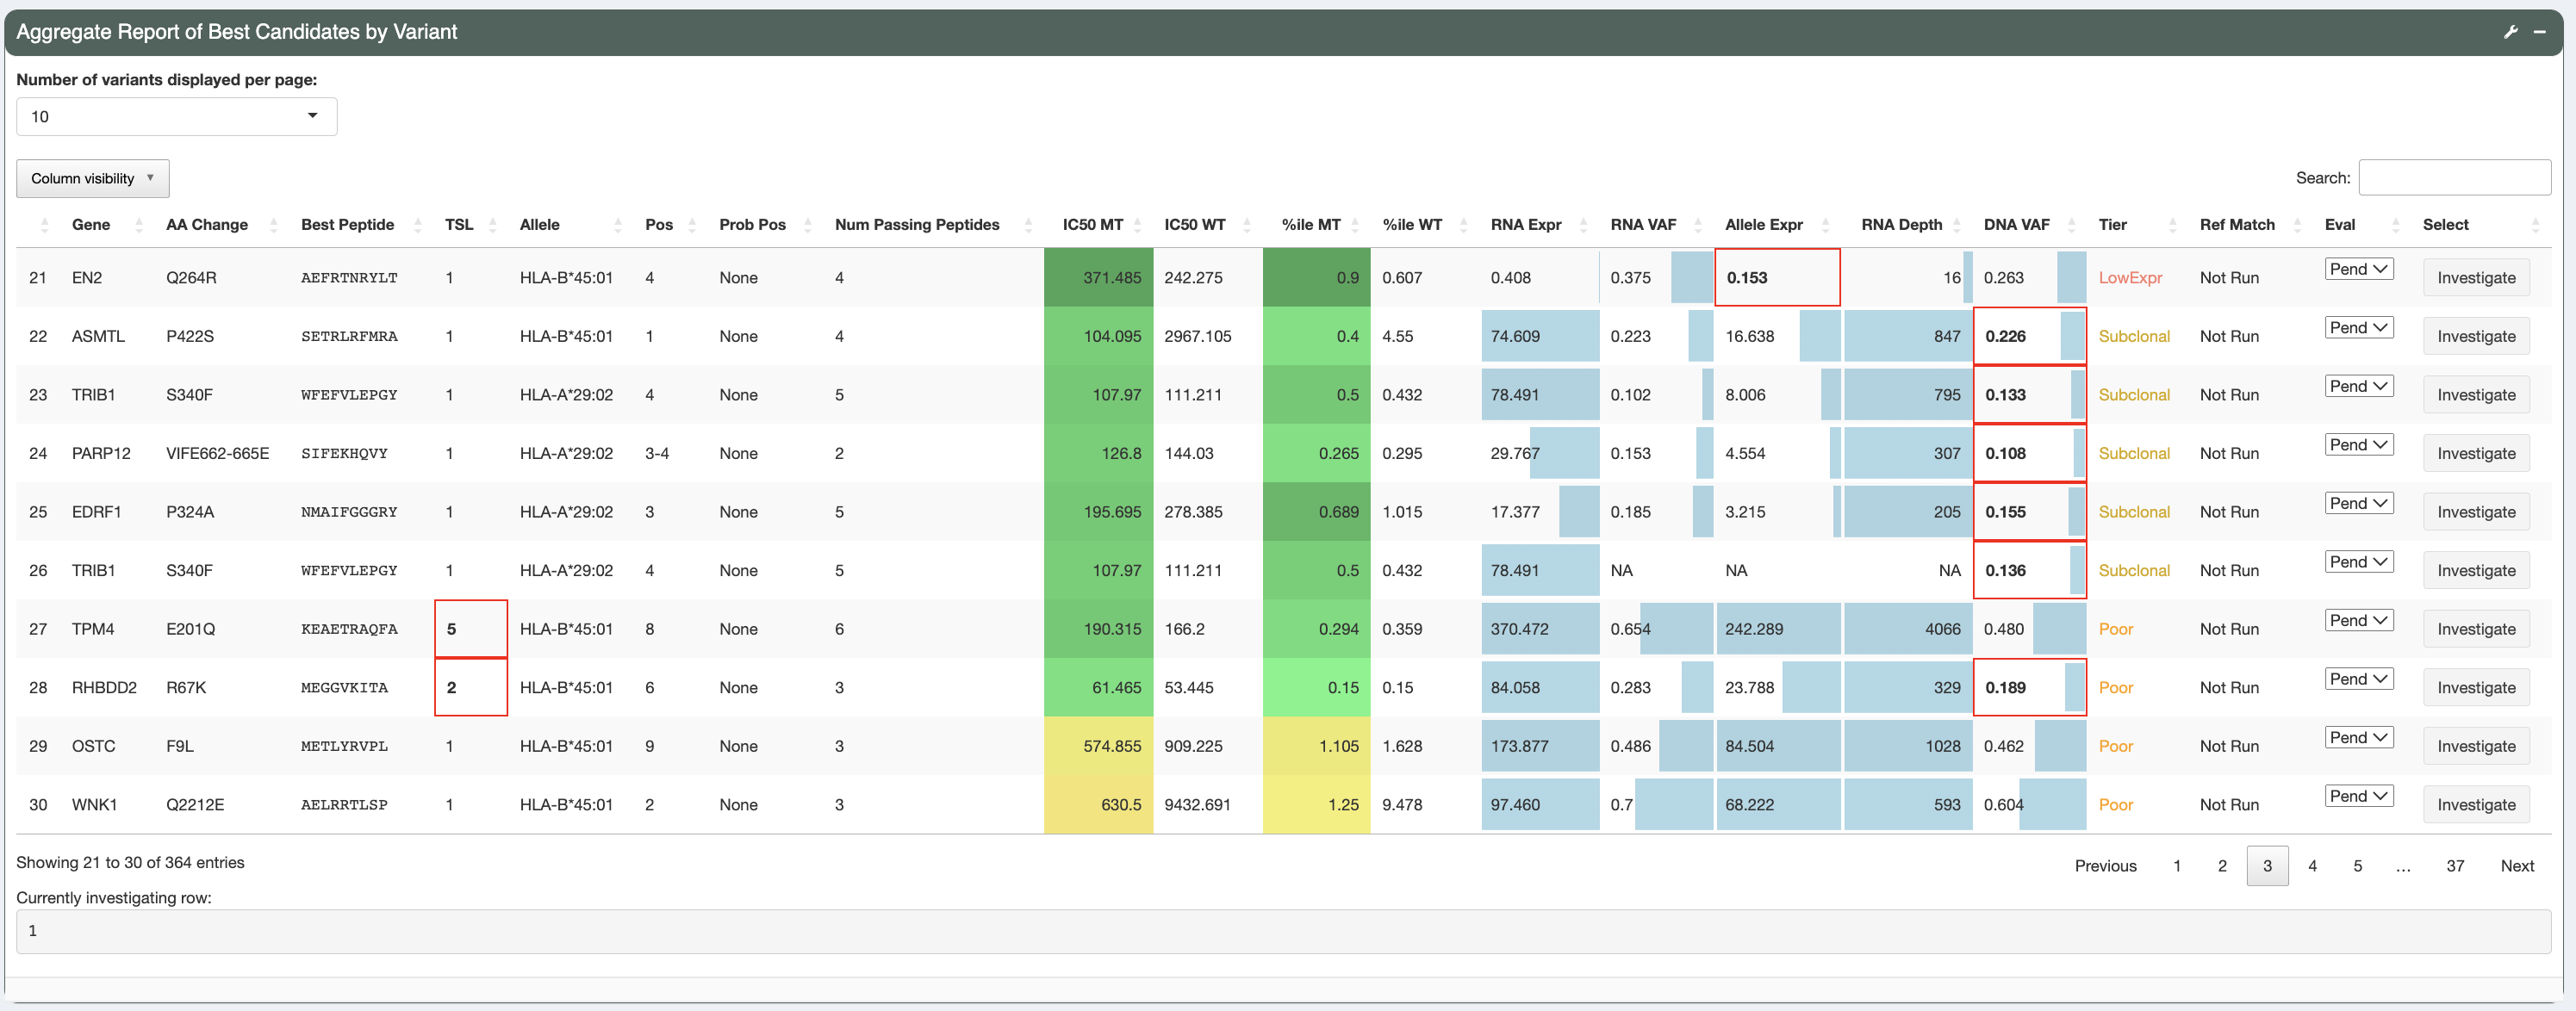 Aggregate Report of Best Candidates by Variant
Number of variants displayed per page:
10
Column visibility
Search:
Gene AA Change Best Peptide TSL Allele Pos Prob Pos Num Passing Peptides IC50 MT IC50 WT %ile MT %ile WT RNA Expr RNA VAF Allele Expr RNA Depth DNA VAF Tier Ref Match Eval Select
21 EN2 Q264R AEFRTNRYLT 1 HLA-B*45:01 4 None 4 371.485 242.275 0.9 0.607 0.408 0.375 0.153 16 0.263 LowExpr Not Run Pend Investigate
22 ASMTL P422S SETRLRFMRA 1 HLA-B*45:01 1 None 4 104.095 2967.105 0.4 4.55 74.609 0.223 16.638 847 0.226 Subclonal Not Run Pend Investigate
23 TRIB1 S340F WFEFVLEPGY 1 HLA-A*29:02 4 None 5 107.97 111.211 0.5 0.432 78.491 0.102 8.006 795 0.133 Subclonal Not Run Pend Investigate
24 PARP12 VIFE662-665E SIFEKHQVY 1 HLA-A*29:02 3-4 None 2 126.8 144.03 0.265 0.295 29.767 0.153 4.554 307 0.108 Subclonal Not Run Pend Investigate
25 EDRF1 P324A NMAIFGGGRY 1 HLA-A*29:02 3 None 5 195.695 278.385 0.689 1.015 17.377 0.185 3.215 205 0.155 Subclonal Not Run Pend Investigate
26 TRIB1 S340F WFEFVLEPGY 1 HLA-A*29:02 4 None 5 107.97 111.211 0.5 0.432 78.491 NA NA NA 0.136 Subclonal Not Run Pend Investigate
27 TPM4 E201Q KEAETRAQFA 5 HLA-B*45:01 8 None 6 190.315 166.2 0.294 0.359 370.472 0.654 242.289 4066 0.480 Poor Not Run Pend Investigate
28 RHBDD2 R67K MEGGVKITA 2 HLA-B*45:01 6 None 3 61.465 53.445 0.15 0.15 84.058 0.283 23.788 329 0.189 Poor Not Run Pend Investigate
29 OSTC F9L METLYRVPL 1 HLA-B*45:01 9 None 3 574.855 909.225 1.105 1.628 173.877 0.486 84.504 1028 0.462 Poor Not Run Pend Investigate
30 WNK1 Q2212E AELRRTLSP 1 HLA-B*45:01 2 None 3 630.5 9432.691 1.25 9.478 97.460 0.7 68.222 593 0.604 Poor Not Run Pend Investigate
Showing 21 to 30 of 364 entries
Previous 1 2 3 4 5 … 37 Next
Currently investigating row:
1